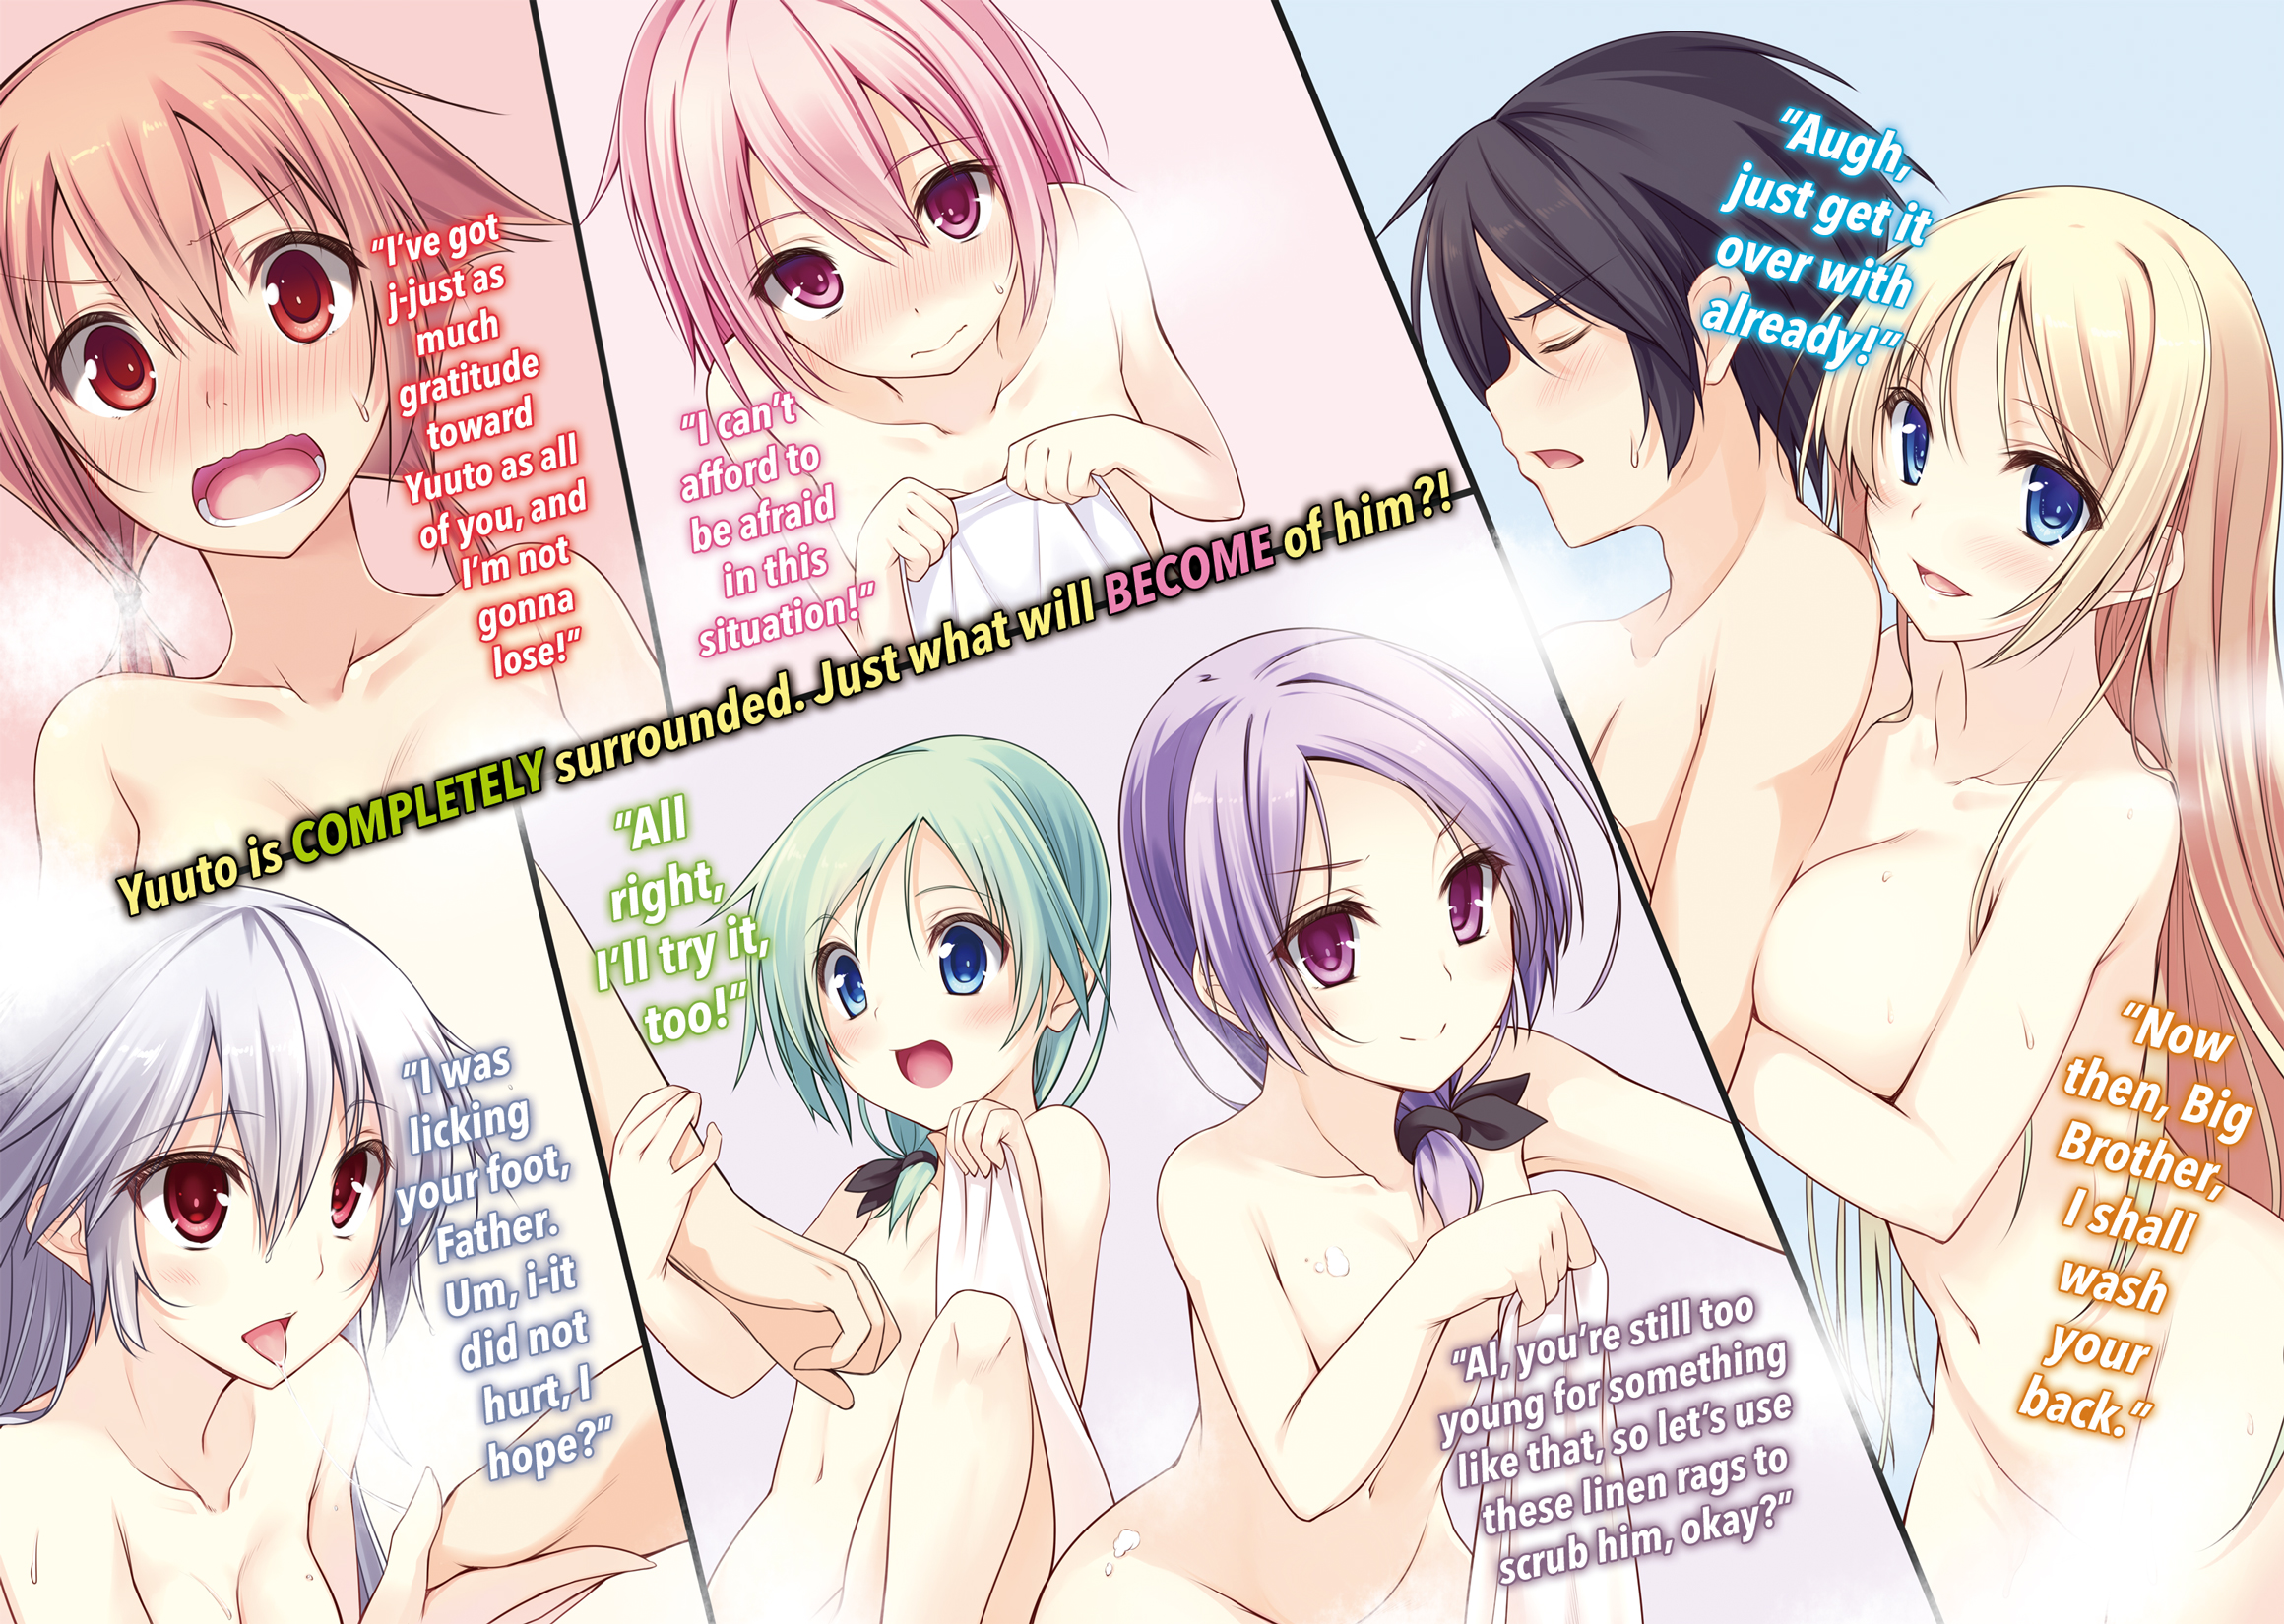 "I've got
j-just as
much
gratitude
toward
Yuuto as all
of you, and
I'm not
gonna
lose!"
"I can't
afford to
be afraid
in this
situation!"
"Augh,
just get it
over with
already!"
Yuuto is COMPLETELY surrounded. Just what will BECOME of him?!
"I was
licking
your foot,
Father.
Um, i-it
did not
hurt, I
hope?"
"All
right,
I'll try it,
too!"
"Al, you're still too
young for something
like that, so let's use
these linen rags to
scrub him, okay?"
"Now
then, Big
Brother,
I shall
wash
your
back."